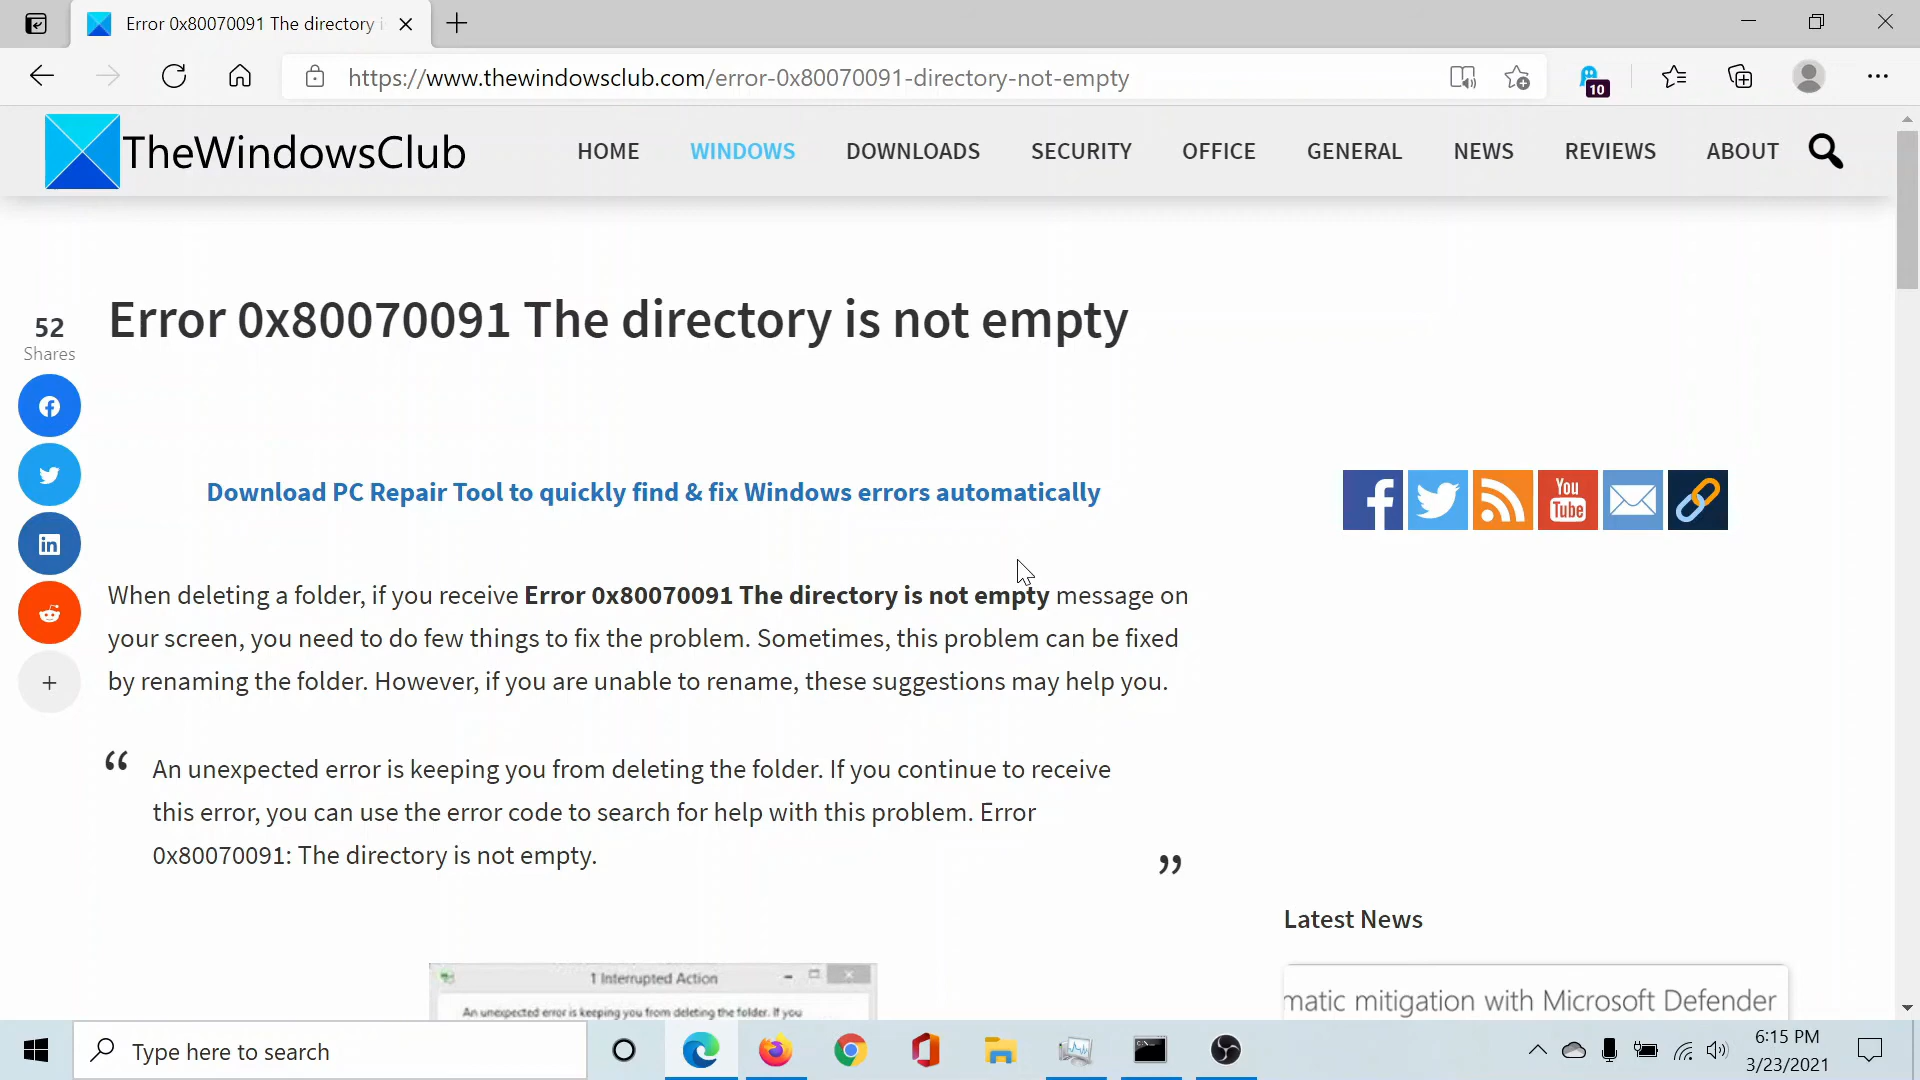 Error 0x80070091 The directory i
https://www.thewindowsclub.com/error-0x80070091-directory-not-empty
10
TheWindowsClub
HOME WINDOWS DOWNLOADS SECURITY OFFICE GENERAL NEWS REVIEWS ABOUT
Error 0x80070091 The directory is not empty
52
Shares
Download PC Repair Tool to quickly find & fix Windows errors automatically
You
Tube
When deleting a folder, if you receive Error 0x80070091 The directory is not empty message on
your screen, you need to do few things to fix the problem. Sometimes, this problem can be fixed
by renaming the folder. However, if you are unable to rename, these suggestions may help you.
“ An unexpected error is keeping you from deleting the folder. If you continue to receive
this error, you can use the error code to search for help with this problem. Error
0x80070091: The directory is not empty. ”
Latest News
1 Interrupted Action
An unexpected error is keeping you from deleting the folder. If you
matic mitigation with Microsoft Defender
Type here to search
6:15 PM
3/23/2021